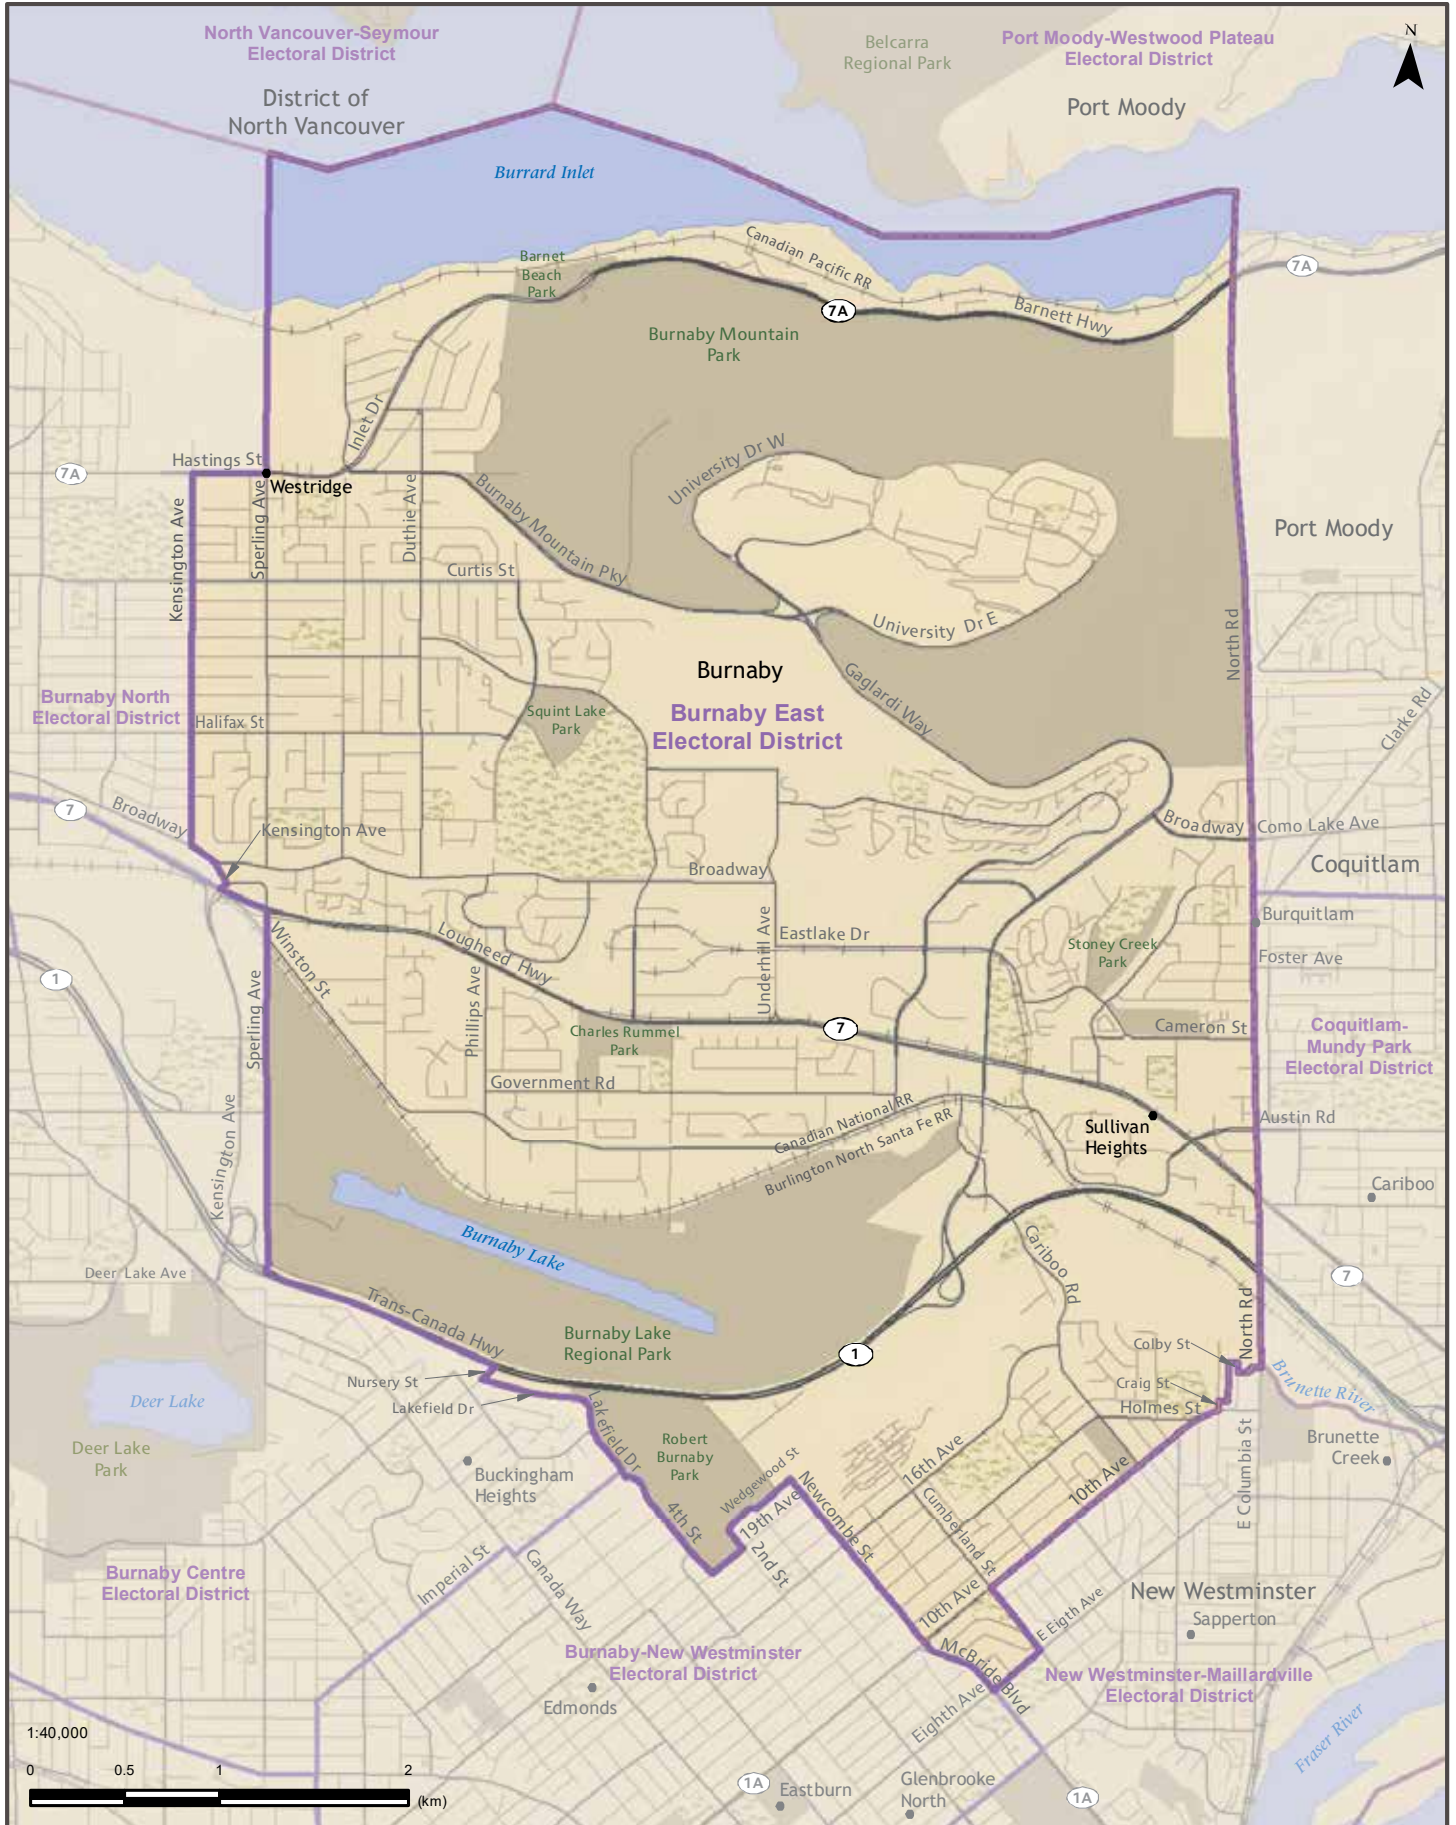 North Vancouver-Seymour
Electoral District
District of
North Vancouver
Belcarra
Regional Park
Port Moody-Westwood Plateau
Electoral District
Port Moody
N
Burrard Inlet
Canadian Pacific RR
Barnet
Beach
Park
7A
7A
Barnett Hwy
Burnaby Mountain
Park
Inlet Dr
Hastings St
7A
Westridge
University Dr W
Kensington Ave
Sperling Ave
Duthie Ave
Burnaby Mountain Pky
Curtis St
Port Moody
University Dr E
North Rd
Burnaby
Gaglardi Way
Burnaby North
Electoral District
Halifax St
Squint Lake
Park
Burnaby East
Electoral District
Clarke Rd
7
Broadway
Kensington Ave
Broadway
Como Lake Ave
Broadway
Coquitlam
Burquitlam
Underhill Ave
Eastlake Dr
Winston St
Lougheed Hwy
Stoney Creek
Park
Foster Ave
1
Sperling Ave
Phillips Ave
Charles Rummel
Park
7
Cameron St
Coquitlam-
Mundy Park
Electoral District
Government Rd
Kensington Ave
Canadian National RR
Burlington North Santa Fe RR
Sullivan
Heights
Austin Rd
Cariboo
Burnaby Lake
Cariboo Rd
Deer Lake Ave
7
Trans-Canada Hwy
Burnaby Lake
Regional Park
1
North Rd
Colby St
Nursery St
Craig St
Brunette River
Lakefield Dr
Holmes St
Deer Lake
Lakefield Dr
Deer Lake
Park
Robert
Burnaby
Park
E Columbia St
Brunette
Creek
Buckingham
Heights
Wedgewood St
16th Ave
10th Ave
4th St
19th Ave
Newcombe St
Cumberland St
2nd St
Imperial St
Canada Way
Burnaby Centre
Electoral District
10th Ave
E Eigth Ave
New Westminster
Sapperton
Burnaby-New Westminster
Electoral District
McBride Blvd
New Westminster-Maillardville
Electoral District
Edmonds
Eighth Ave
Fraser River
1:40,000
0 0.5 1 2
(km)
1A
Eastburn
Glenbrooke
North
1A